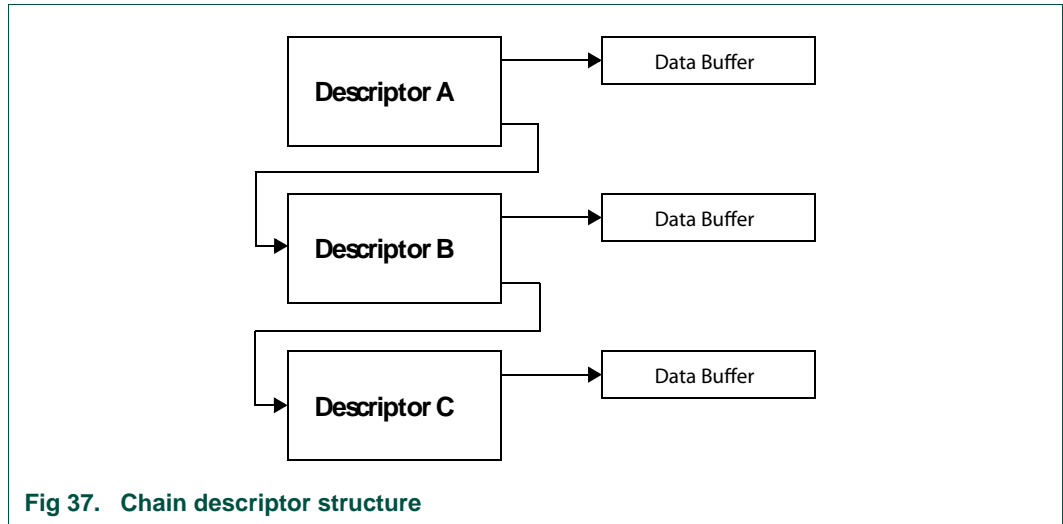 Descriptor A
Data Buffer
Descriptor B
Data Buffer
Descriptor C
Data Buffer
Fig 37. Chain descriptor structure